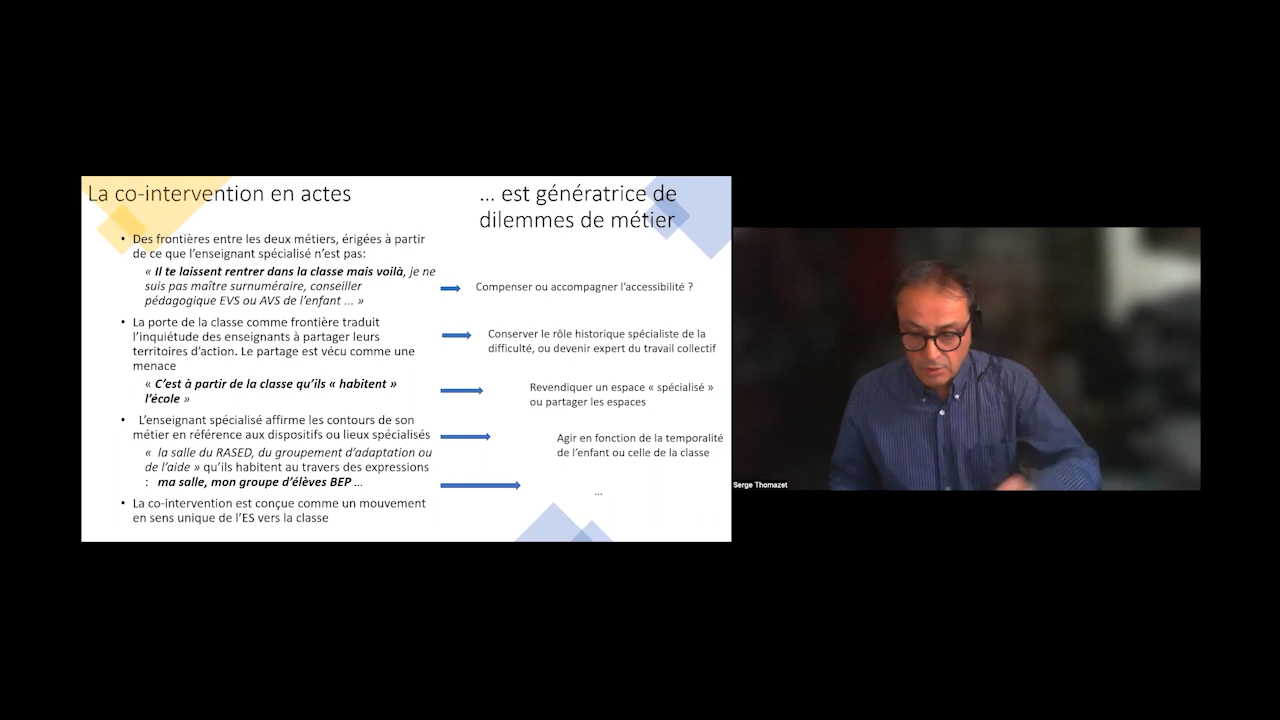 La co-intervention en actes
• Des frontières entre les deux métiers, érigées à partir
de ce que l'enseignant spécialisé n'est pas:
« Il te laissent rentrer dans la classe mais voilà, je ne
suis pas maître surnuméraire, conseiller
pédagogique EVS ou AVS de l'enfant ... »
• La porte de la classe comme frontière traduit
l'inquiétude des enseignants à partager leurs
territoires d'action. Le partage est vécu comme une
menace
« C'est à partir de la classe qu'ils « habitent »
l'école »
• L'enseignant spécialisé affirme les contours de son
métier en référence aux dispositifs ou lieux spécialisés
« la salle du RASED, du groupement d'adaptation ou
de l'aide » qu'ils habitent au travers des expressions
: ma salle, mon groupe d'élèves BEP ...
• La co-intervention est conçue comme un mouvement
en sens unique de l'ES vers la classe
... est génératrice de
dilemmes de métier
Compenser ou accompagner l'accessibilité ?
Conserver le rôle historique spécialiste de la
difficulté, ou devenir expert du travail collectif
Revendiquer un espace « spécialisé »
ou partager les espaces
Agir en fonction de la temporalité
de l'enfant ou celle de la classe
...
Serge Thomazet